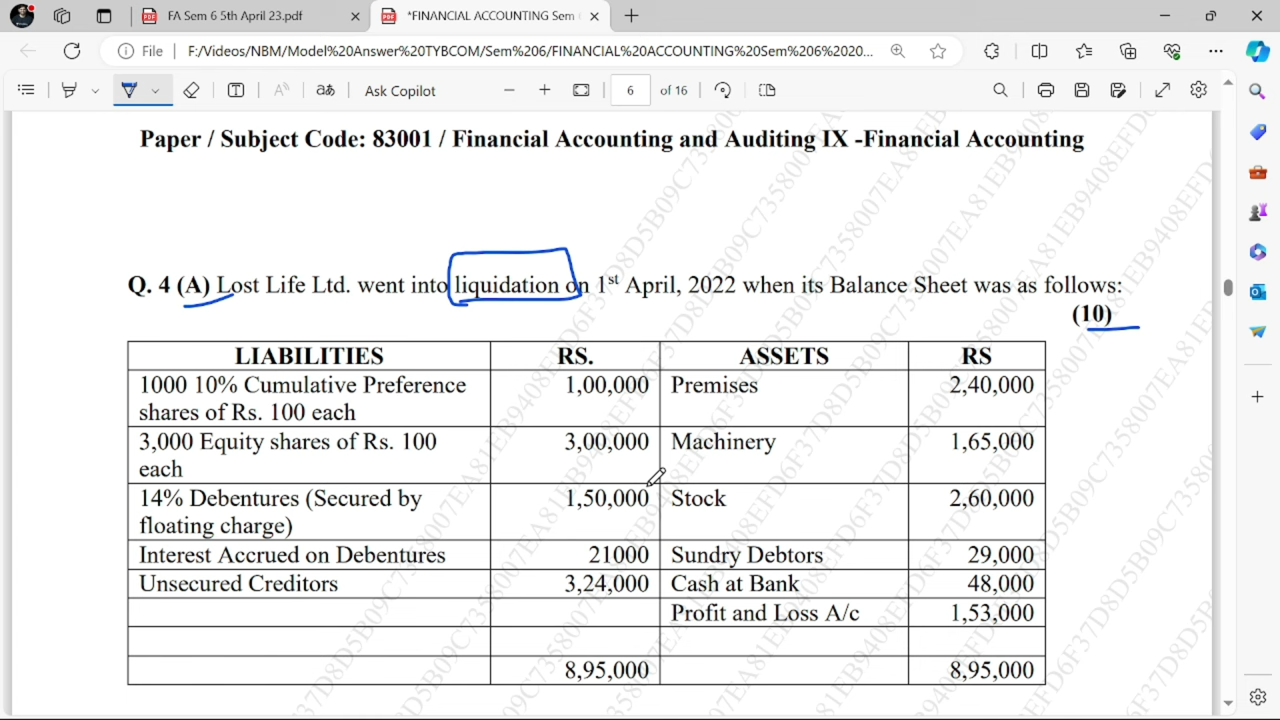 FA Sem 6 5th April 23.pdf
*FINANCIAL ACCOUNTING Sem
File
F:/Videos/NBM/Model%20Answer%20TYBCOM/Sem%206/FINANCIAL%20ACCOUNTING%20Sem%206%2020...
Ask Copilot
6 of 16
Paper / Subject Code: 83001 / Financial Accounting and Auditing IX -Financial Accounting
Q. 4 (A) Lost Life Ltd. went into liquidation on 1st April, 2022 when its Balance Sheet was as follows:
(10)
LIABILITIES RS. ASSETS RS
1000 10% Cumulative Preference 1,00,000 Premises 2,40,000
shares of Rs. 100 each
3,000 Equity shares of Rs. 100 3,00,000 Machinery 1,65,000
each
14% Debentures (Secured by 1,50,000 Stock 2,60,000
floating charge)
Interest Accrued on Debentures 21000 Sundry Debtors 29,000
Unsecured Creditors 3,24,000 Cash at Bank 48,000
Profit and Loss A/c 1,53,000
8,95,000 8,95,000